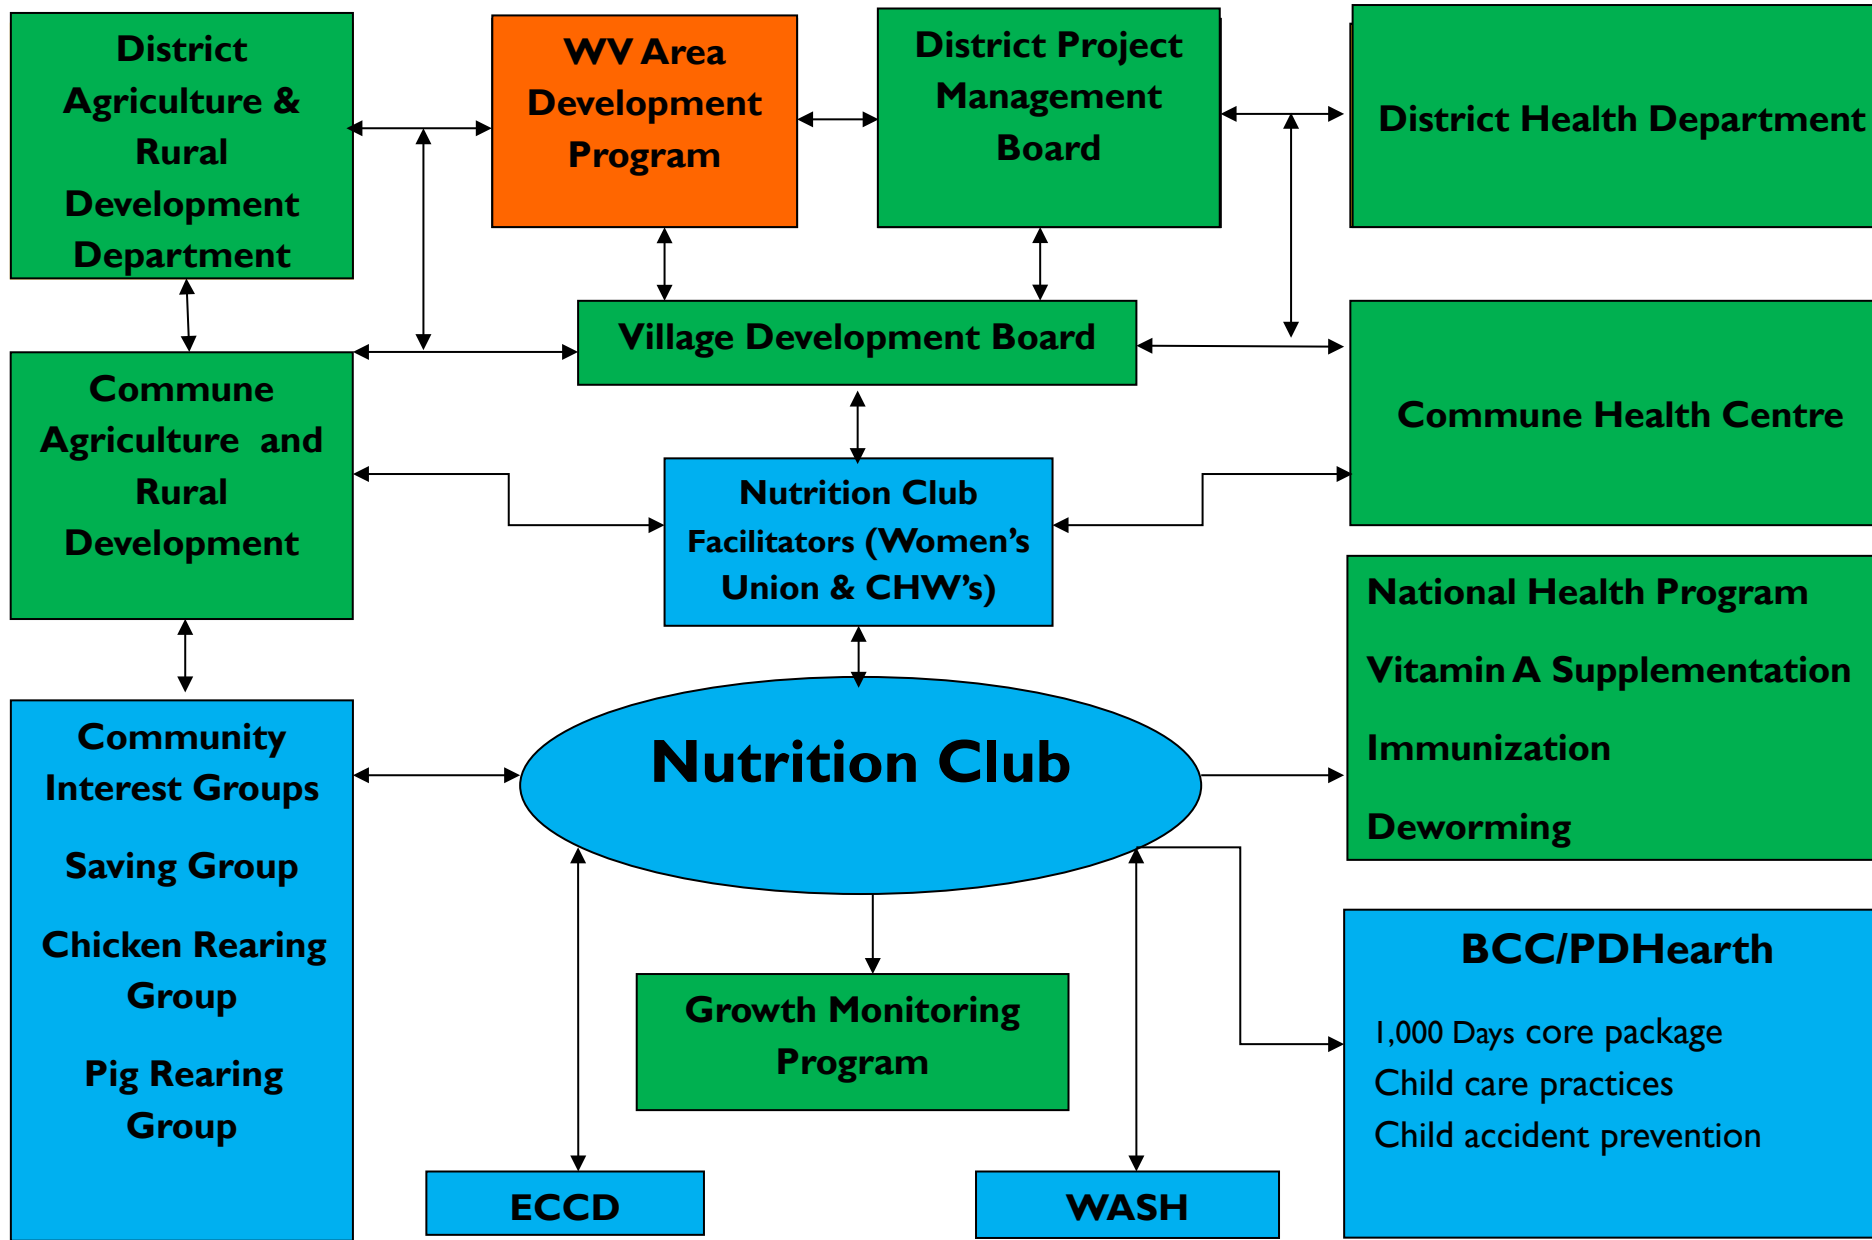 District
Agriculture &
Rural
Development
Department
WV Area
Development
Program
District Project
Management
Board
District Health Department
Village Development Board
Commune
Agriculture  and
Rural
Development
Commune Health Centre
Nutrition Club
Facilitators (Women’s
Union & CHW’s)
National Health Program
Vitamin A Supplementation
Immunization
Deworming
Community
Interest Groups
Saving Group
Chicken Rearing
Group
Pig Rearing
Group
Nutrition Club
Growth Monitoring
Program
BCC/PDHearth
1,000 Days core package
Child care practices
Child accident prevention
ECCD
WASH